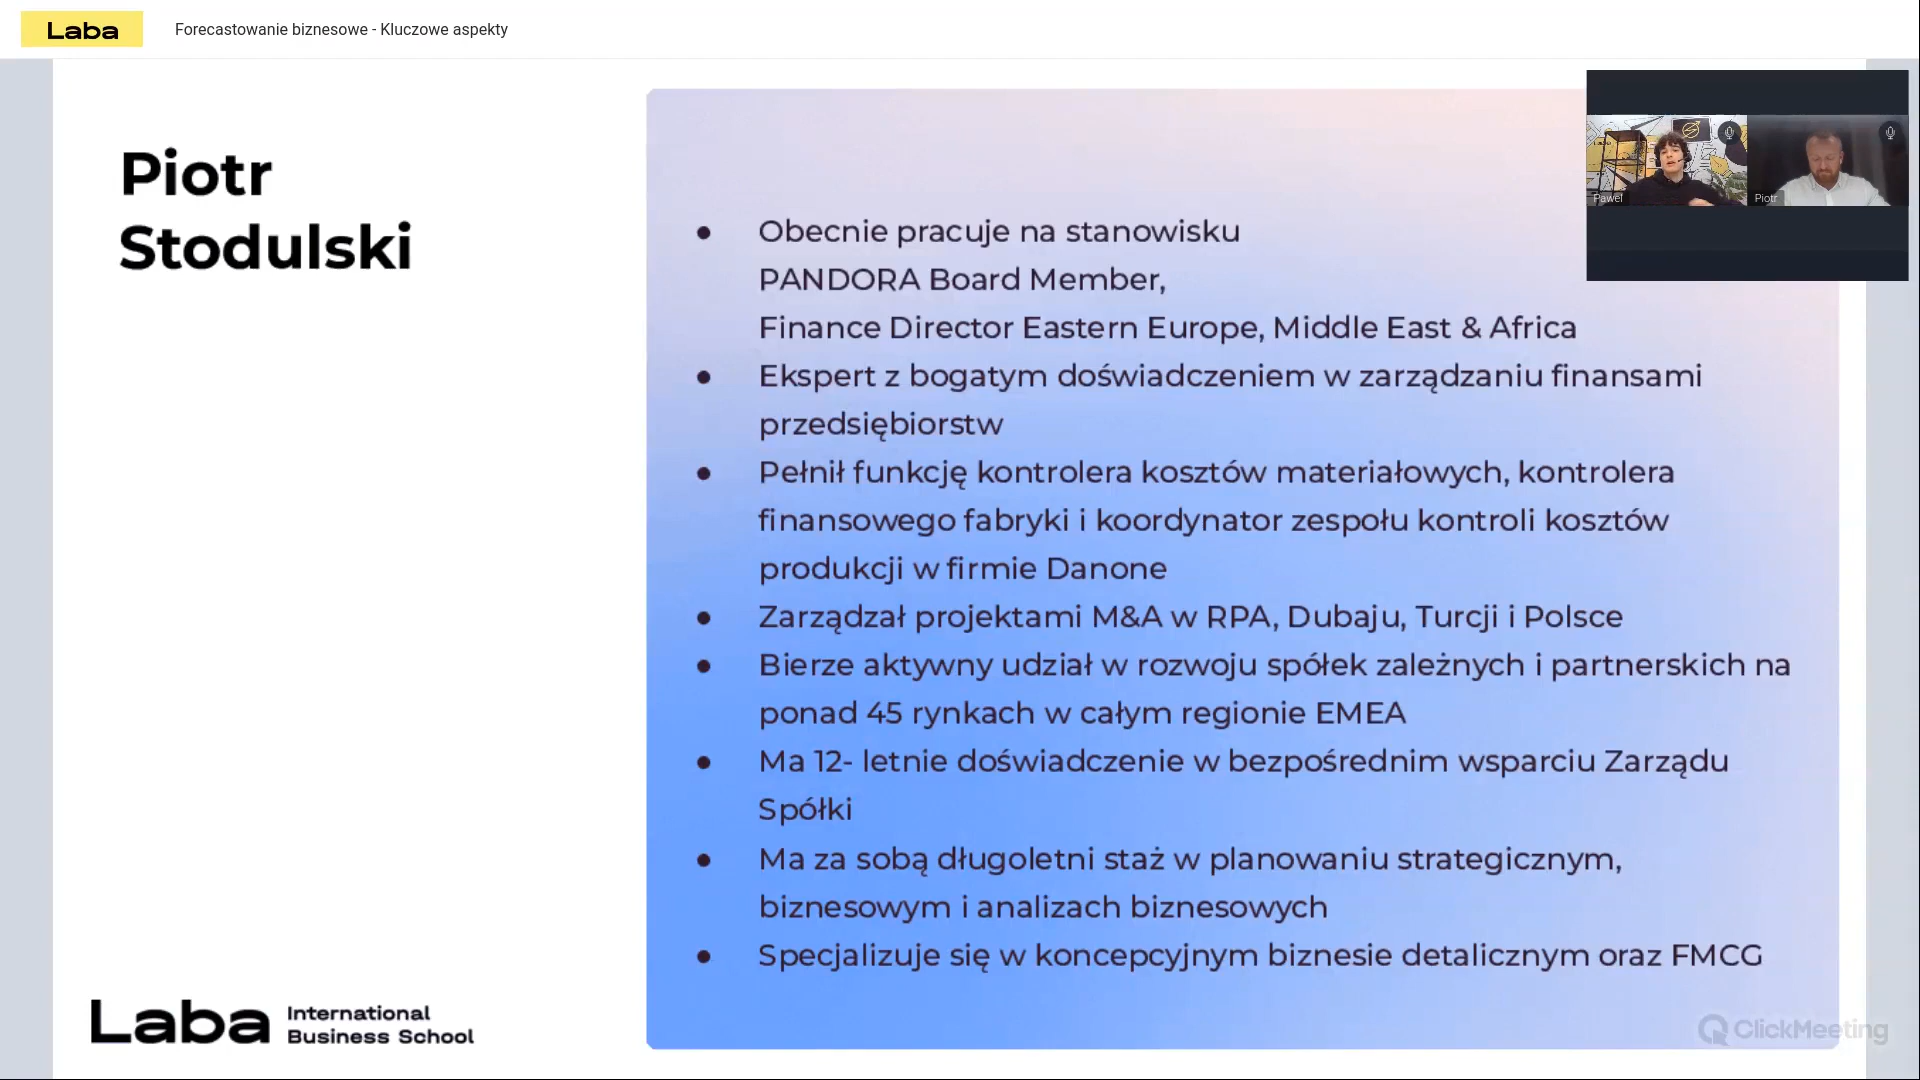 Laba
Forecastowanie biznesowe - Kluczowe aspekty
Piotr
Stodulski
Paweł
Piotr
● Obecnie pracuje na stanowisku
PANDORA Board Member,
Finance Director Eastern Europe, Middle East & Africa
● Ekspert z bogatym doświadczeniem w zarządzaniu finansami
przedsiębiorstw
● Pełnił funkcję kontrolera kosztów materiałowych, kontrolera
finansowego fabryki i koordynator zespołu kontroli kosztów
produkcji w firmie Danone
● Zarządzał projektami M&A w RPA, Dubaju, Turcji i Polsce
● Bierze aktywny udział w rozwoju spółek zależnych i partnerskich na
ponad 45 rynkach w całym regionie EMEA
● Ma 12- letnie doświadczenie w bezpośrednim wsparciu Zarządu
Spółki
● Ma za sobą długoletni staż w planowaniu strategicznym,
biznesowym i analizach biznesowych
● Specjalizuje się w koncepcyjnym biznesie detalicznym oraz FMCG
Laba International
Business School
ClickMeeting